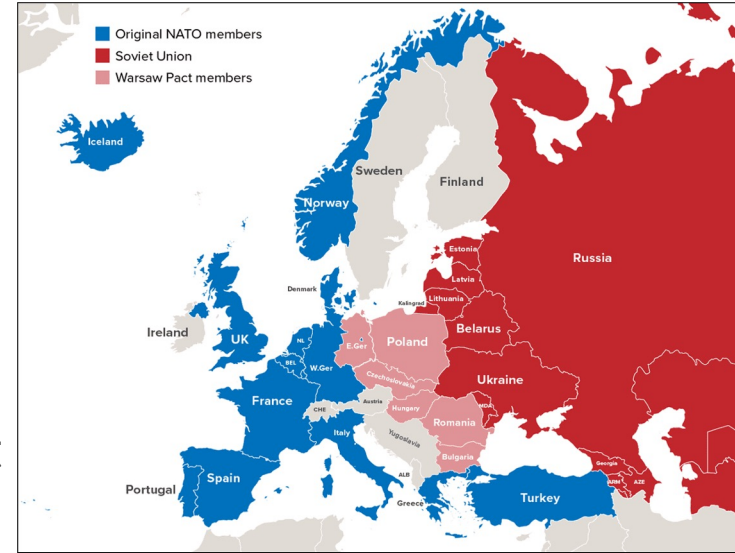 Original NATO members
Soviet Union
Warsaw Pact members
Iceland
Sweden
Finland
Norway
Russia
Estonia
Latvia
Denmark
Lithuania
Kalingrad
Ireland
UK
NL
E.Ger
Poland
Belarus
BEL
W.Ger
Czechoslovakia
Ukraine
France
CHE
Austria
Hungary
MDA
Romania
Italy
Yugoslavia
Bulgaria
Georgia
Portugal
Spain
ALB
ARM
AZE
Greece
Turkey